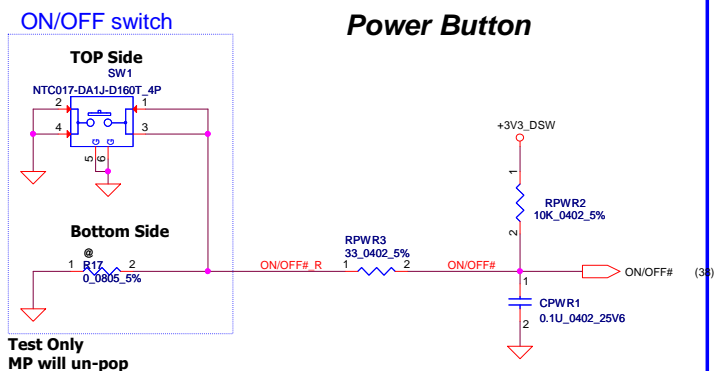 ON/OFF switch
Power Button
TOP Side
SW1
NTC017-DA1J-D160T_4P
2
1
4
3
G
G
5
6
+3V3_DSW
1
RPWR2
10K_0402_5%
2
Bottom Side
@
1
R17
2
0_0805_5%
ON/OFF#_R
RPWR3
33_0402_5%
1
2
ON/OFF#
ON/OFF#
(38)
1
CPWR1
0.1U_0402_25V6
2
Test Only
MP will un-pop